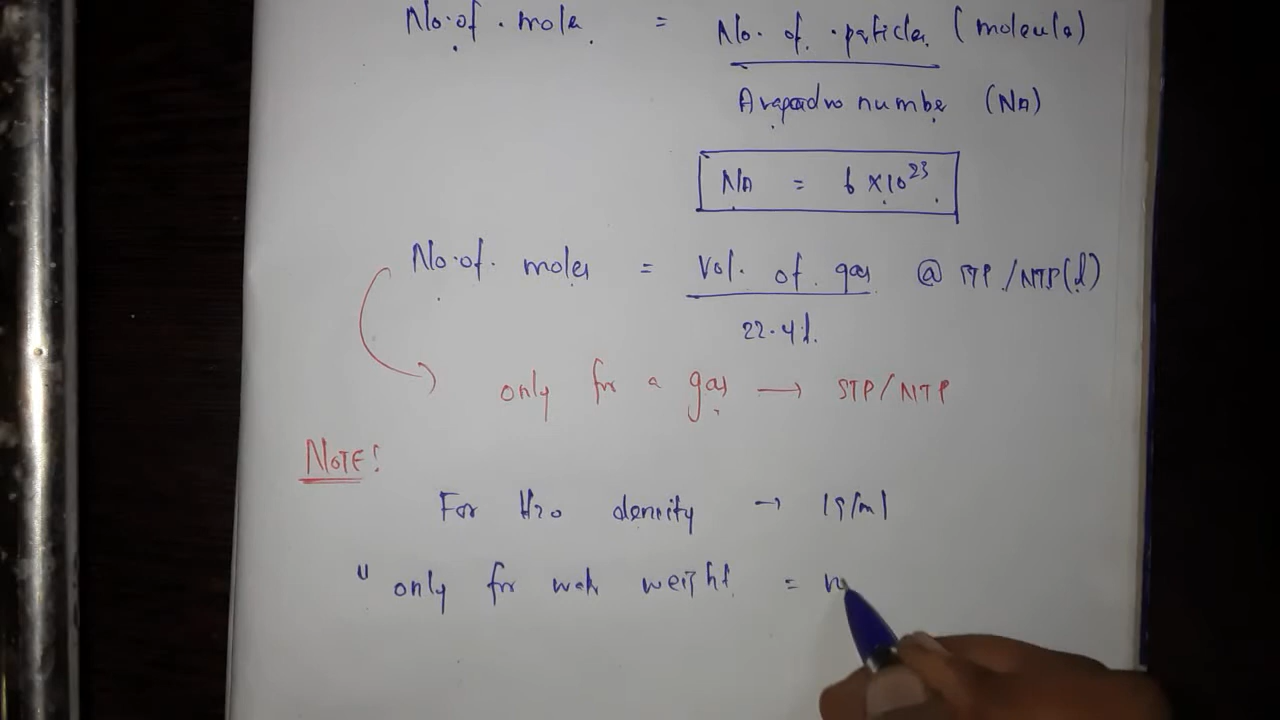 No. of. mole. = No. of. particles (molecule)
Avogadro number (NA)
NA = 6 × 10²³
No. of. moles = Vol. of. gas @ STP/NTP(l)
22.4 l.
only for a gas → STP/NTP
NOTE:
For H2O density → 1g/ml
" only for weight =